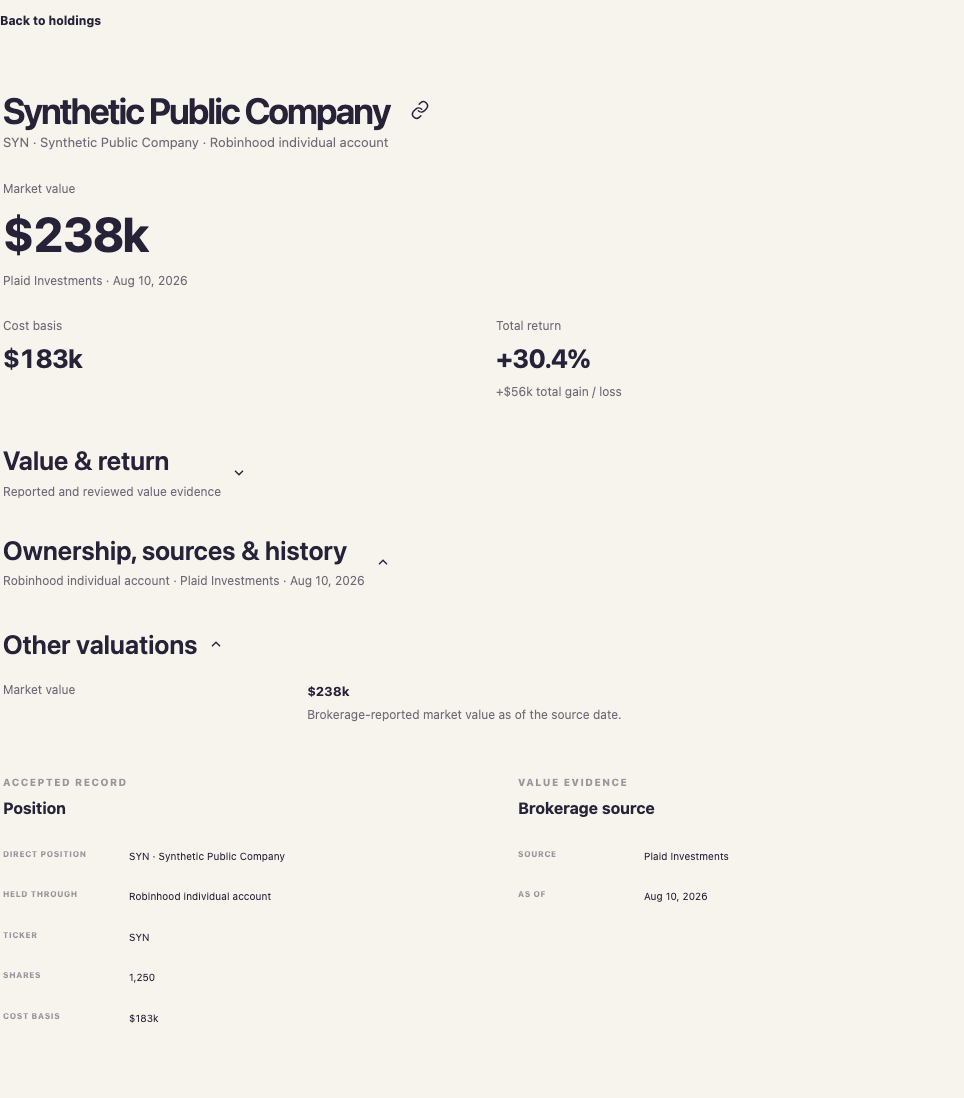 Back to holdings
Synthetic Public Company
SYN · Synthetic Public Company · Robinhood individual account
Market value
$238k
Plaid Investments · Aug 10, 2026
Cost basis
$183k
Total return
+30.4%
+$56k total gain / loss
Value & return
Reported and reviewed value evidence
Ownership, sources & history
Robinhood individual account · Plaid Investments · Aug 10, 2026
Other valuations
Market value
$238k
Brokerage-reported market value as of the source date.
ACCEPTED RECORD
Position
DIRECT POSITION
SYN · Synthetic Public Company
HELD THROUGH
Robinhood individual account
TICKER
SYN
SHARES
1,250
COST BASIS
$183k
VALUE EVIDENCE
Brokerage source
SOURCE
Plaid Investments
AS OF
Aug 10, 2026